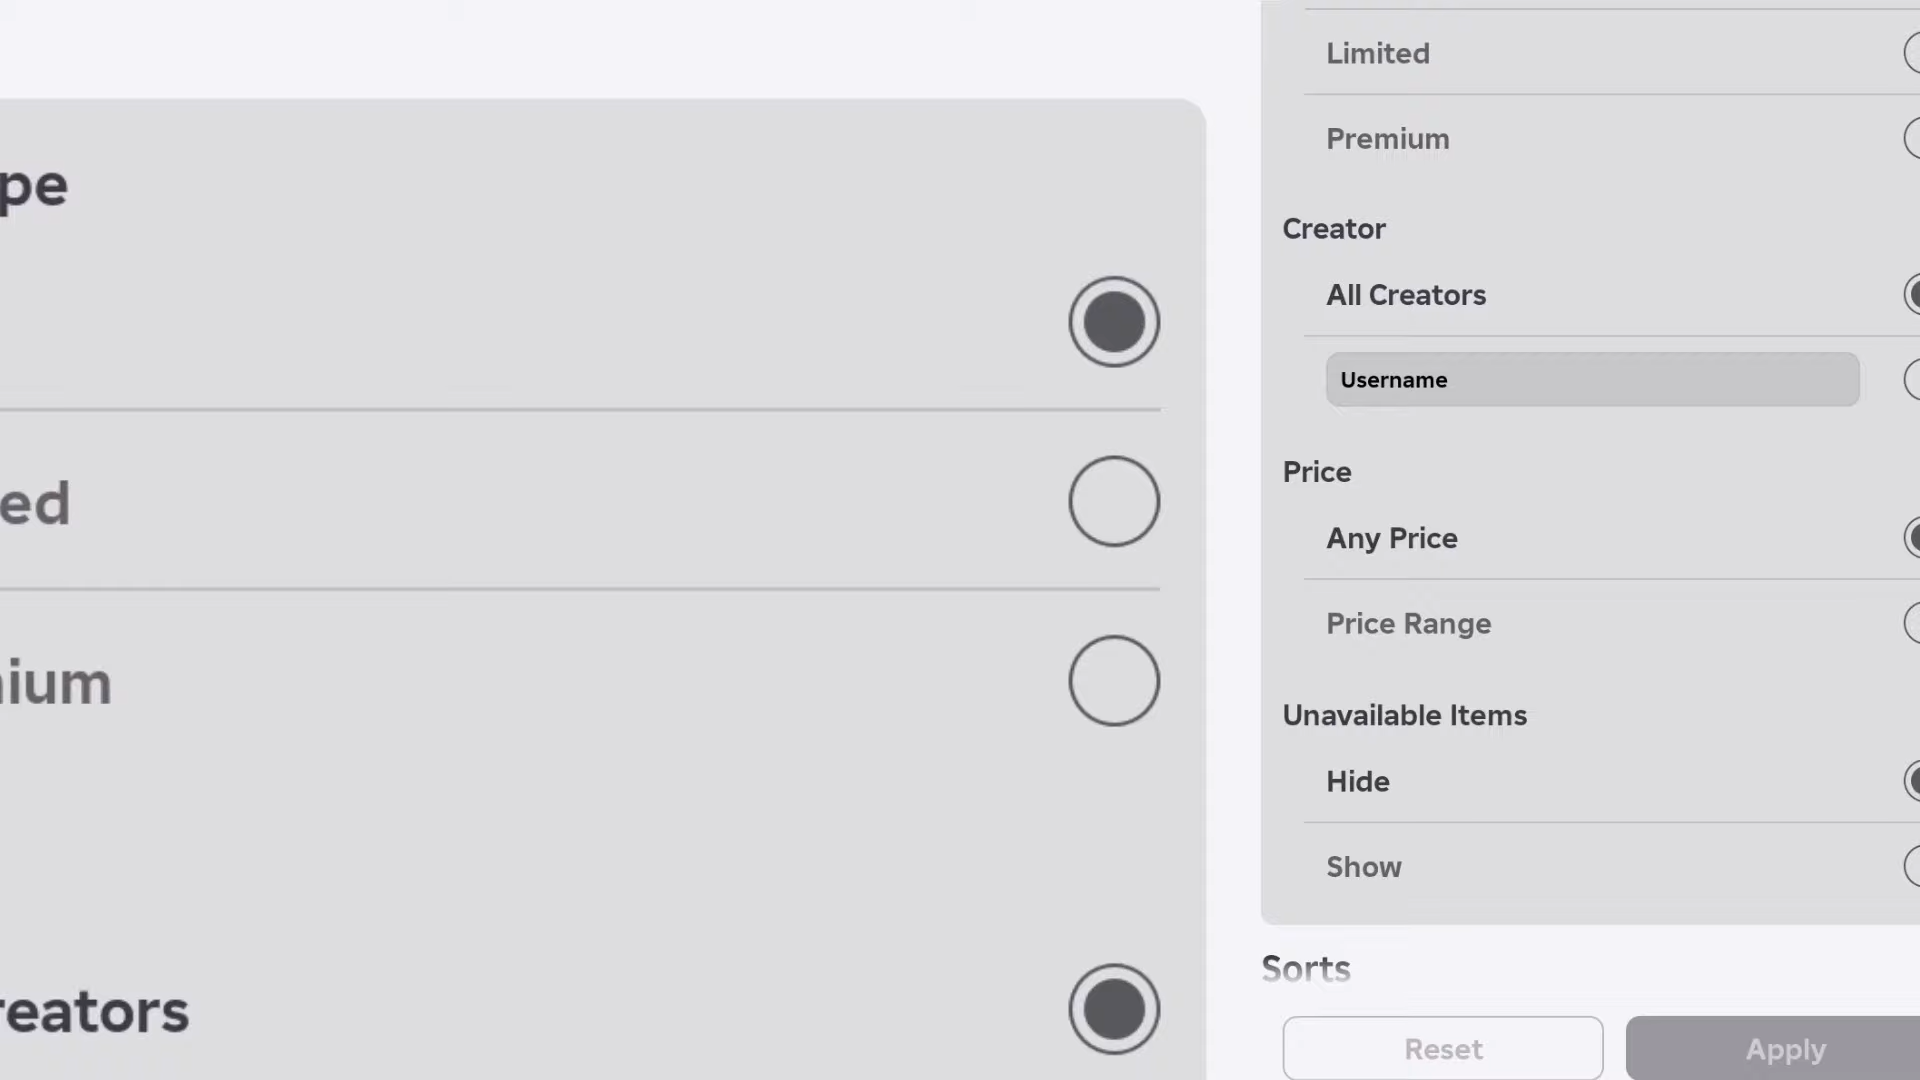 pe
ed
ium
reators
Limited
Premium
Creator
All Creators
Username
Price
Any Price
Price Range
Unavailable Items
Hide
Show
Sorts
Reset
Apply